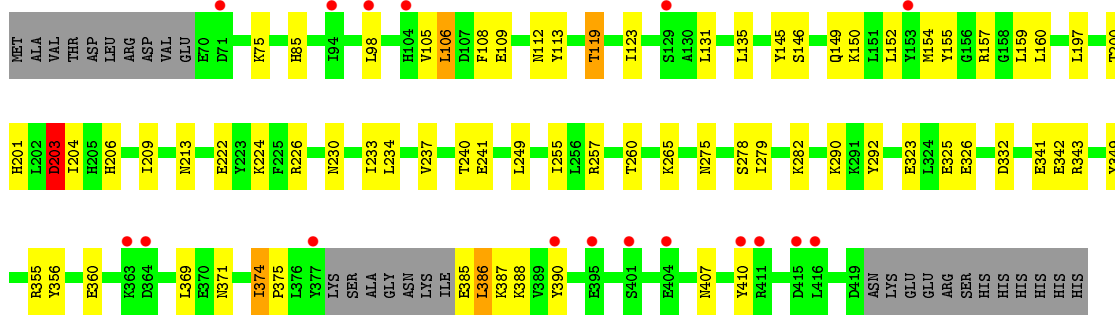 MET ALA VAL THR ASP LEU ARG ASP VAL GLU E70 D71 K75 H85 I94 L98 H104 V105 L106 D107 F108 E109 N112 Y113 T119 I123 S129 A130 L131 L135 Y145 S146 Q149 K150 L151 L152 Y153 M154 Y155 G156 R157 G158 L159 L160 L197
H201 L202 D203 I204 H205 H206 I209 N213 E222 Y223 K224 F225 R226 N230 I233 L234 V237 T240 E241 L249 I255 L256 R257 T260 K265 N275 S278 I279 K282 K290 K291 Y292 E323 L324 E325 E326 D332 E341 E342 R343
R355 Y356 E360 K363 D364 L369 E370 N371 I374 P375 L376 Y377 LYS SER ALA GLY ASN LYS ILE E385 L386 K387 K388 V389 Y390 E395 S401 E404 N407 Y410 R411 D415 L416 D419 ASN LYS GLU GLU ARG SER HIS HIS HIS HIS HIS HIS